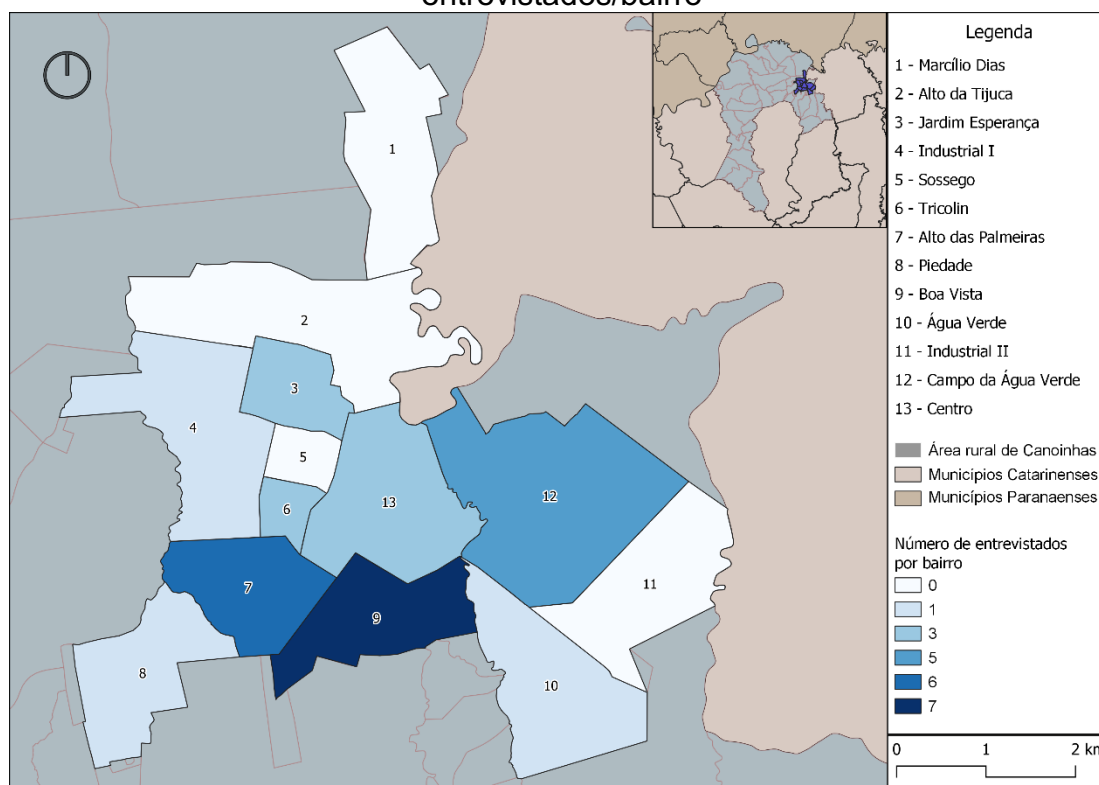 entrevistados/bairro
Legenda
1 - Marcílio Dias
2 - Alto da Tijuca
3 - Jardim Esperança
4 - Industrial I
5 - Sossego
6 - Tricolin
7 - Alto das Palmeiras
8 - Piedade
9 - Boa Vista
10 - Água Verde
11 - Industrial II
12 - Campo da Água Verde
13 - Centro
Área rural de Canoinhas
Municípios Catarinenses
Municípios Paranaenses
Número de entrevistados
por bairro
0
1
3
5
6
7
0 1 2 km
1
2
3
4
5
6
13
12
11
7
9
8
10